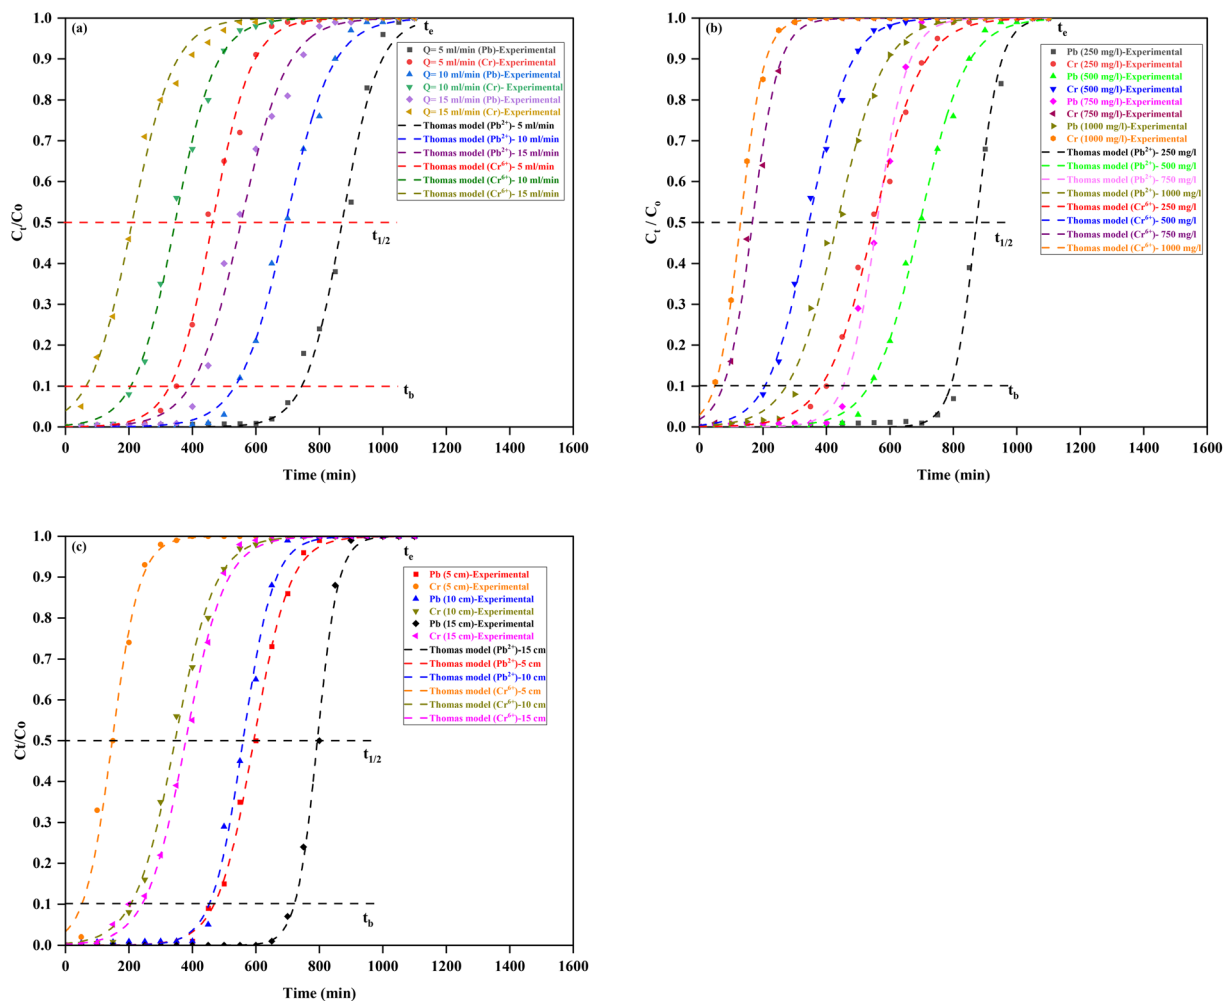 (a)
t_e
Q= 5 ml/min (Pb)-Experimental
Q= 5 ml/min (Cr)-Experimental
Q= 10 ml/min (Pb)-Experimental
Q= 10 ml/min (Cr)- Experimental
Q= 15 ml/min (Pb)-Experimental
Q= 15 ml/min (Cr)-Experimental
Thomas model (Pb²⁺)- 5 ml/min
Thomas model (Pb²⁺)- 10 ml/min
Thomas model (Pb²⁺)- 15 ml/min
Thomas model (Cr⁶⁺)- 5 ml/min
Thomas model (Cr⁶⁺)- 10 ml/min
Thomas model (Cr⁶⁺)- 15 ml/min
t_1/2
t_b
C_t/Co
1.0
0.9
0.8
0.7
0.6
0.5
0.4
0.3
0.2
0.1
0.0
0 200 400 600 800 1000 1200 1400 1600
Time (min)
(b)
t_e
Pb (250 mg/l)-Experimental
Cr (250 mg/l)-Experimental
Pb (500 mg/l)-Experimental
Cr (500 mg/l)-Experimental
Pb (750 mg/l)-Experimental
Cr (750 mg/l)-Experimental
Pb (1000 mg/l)-Experimental
Cr (1000 mg/l)-Experimental
Thomas model (Pb²⁺)- 250 mg/l
Thomas model (Pb²⁺)- 500 mg/l
Thomas model (Pb²⁺)- 750 mg/l
Thomas model (Pb²⁺)- 1000 mg/l
Thomas model (Cr⁶⁺)- 250 mg/l
Thomas model (Cr⁶⁺)- 500 mg/l
Thomas model (Cr⁶⁺)- 750 mg/l
Thomas model (Cr⁶⁺)- 1000 mg/l
t_1/2
t_b
C_t / C_o
1.0
0.9
0.8
0.7
0.6
0.5
0.4
0.3
0.2
0.1
0.0
0 200 400 600 800 1000 1200 1400 1600
Time (min)
(c)
t_e
Pb (5 cm)-Experimental
Cr (5 cm)-Experimental
Pb (10 cm)-Experimental
Cr (10 cm)-Experimental
Pb (15 cm)-Experimental
Cr (15 cm)-Experimental
Thomas model (Pb²⁺)-15 cm
Thomas model (Pb²⁺)-5 cm
Thomas model (Pb²⁺)-10 cm
Thomas model (Cr⁶⁺)-5 cm
Thomas model (Cr⁶⁺)-10 cm
Thomas model (Cr⁶⁺)-15 cm
t_1/2
t_b
Ct/Co
1.0
0.9
0.8
0.7
0.6
0.5
0.4
0.3
0.2
0.1
0.0
0 200 400 600 800 1000 1200 1400 1600
Time (min)